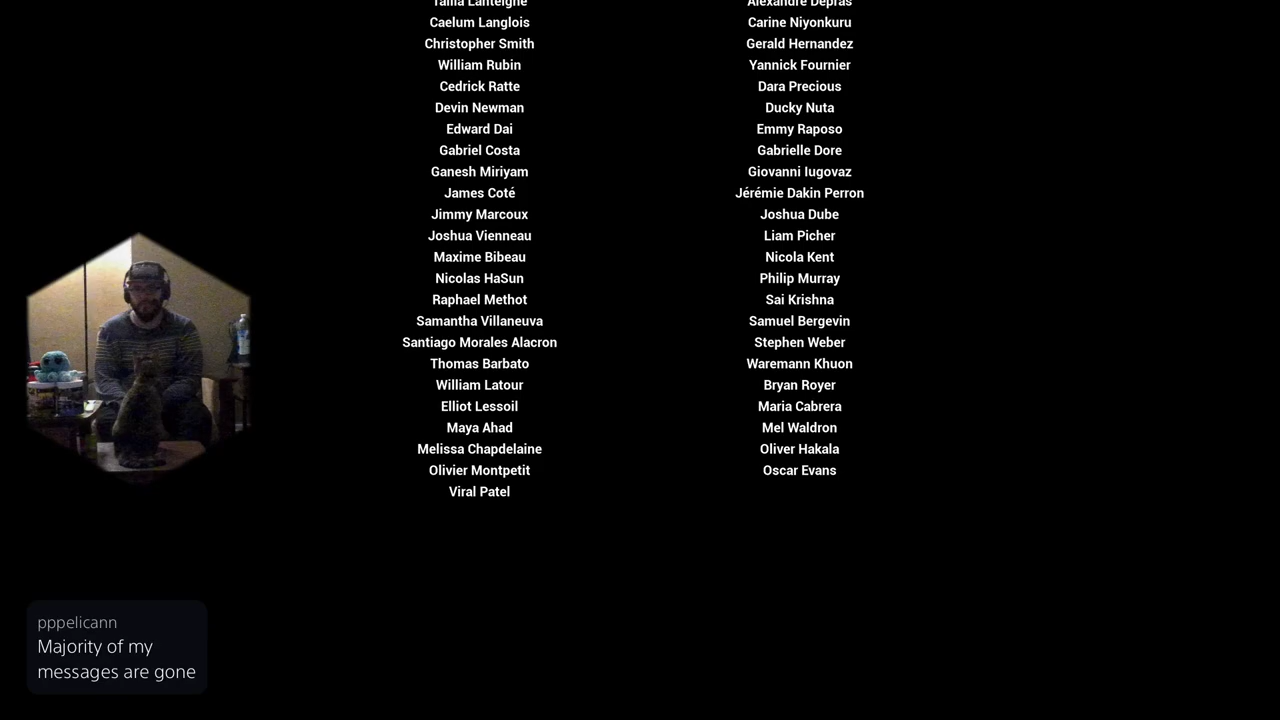 Caelum Langlois
Christopher Smith
William Rubin
Cedrick Ratte
Devin Newman
Edward Dai
Gabriel Costa
Ganesh Miriyam
James Coté
Jimmy Marcoux
Joshua Vienneau
Maxime Bibeau
Nicolas HaSun
Raphael Methot
Samantha Villaneuva
Santiago Morales Alacron
Thomas Barbato
William Latour
Elliot Lessoil
Maya Ahad
Melissa Chapdelaine
Olivier Montpetit
Viral Patel
Alexandre Depras
Carine Niyonkuru
Gerald Hernandez
Yannick Fournier
Dara Precious
Ducky Nuta
Emmy Raposo
Gabrielle Dore
Giovanni Iugovaz
Jérémie Dakin Perron
Joshua Dube
Liam Picher
Nicola Kent
Philip Murray
Sai Krishna
Samuel Bergevin
Stephen Weber
Waremann Khuon
Bryan Royer
Maria Cabrera
Mel Waldron
Oliver Hakala
Oscar Evans
pppelicann
Majority of my
messages are gone